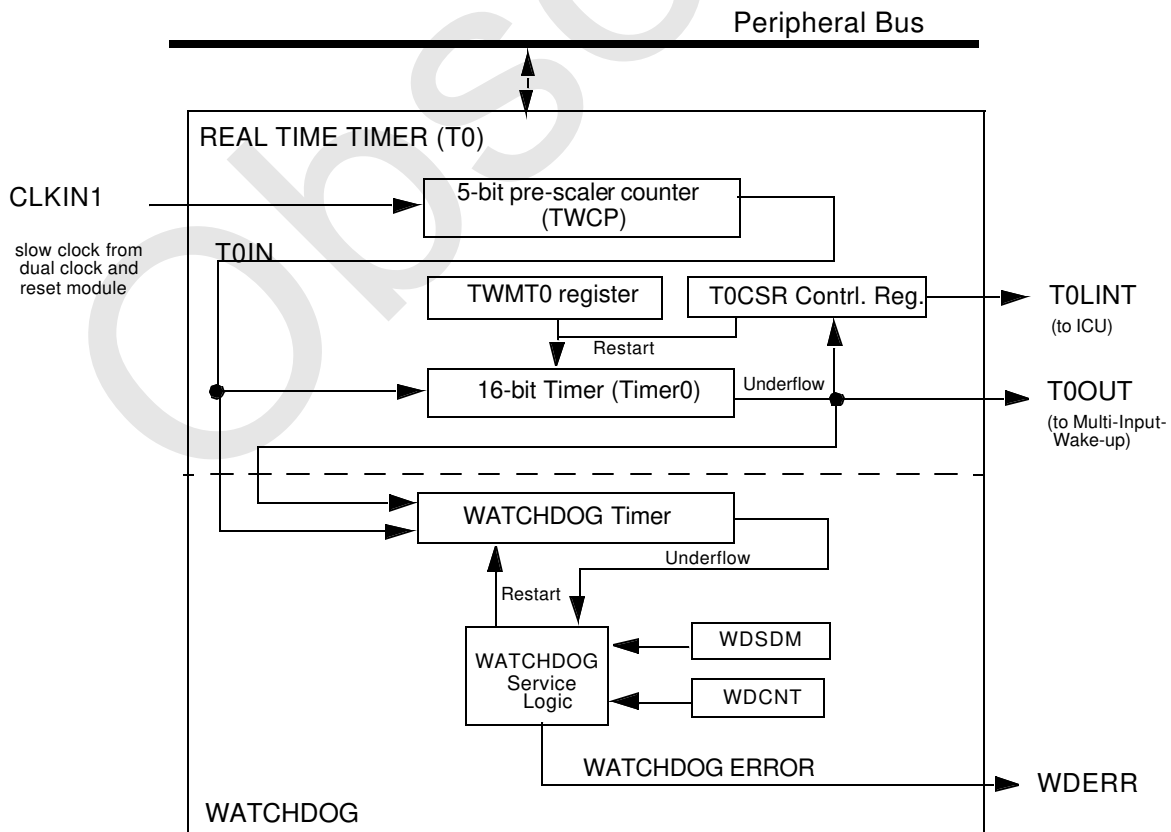 Peripheral Bus
REAL TIME TIMER (T0)
CLKIN1
slow clock from
dual clock and
reset module
5-bit pre-scaler counter
(TWCP)
T0IN
TWMT0 register
T0CSR Contrl. Reg.
T0LINT
(to ICU)
Restart
16-bit Timer (Timer0)
Underflow
T0OUT
(to Multi-Input-
Wake-up)
WATCHDOG Timer
Underflow
Restart
WATCHDOG
Service
Logic
WDSDM
WDCNT
WATCHDOG ERROR
WDERR
WATCHDOG
Obs